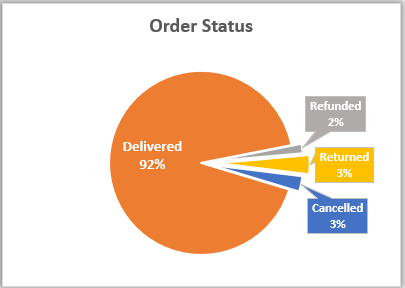 Order Status
Refunded
2%
Delivered
92%
Returned
3%
Cancelled
3%